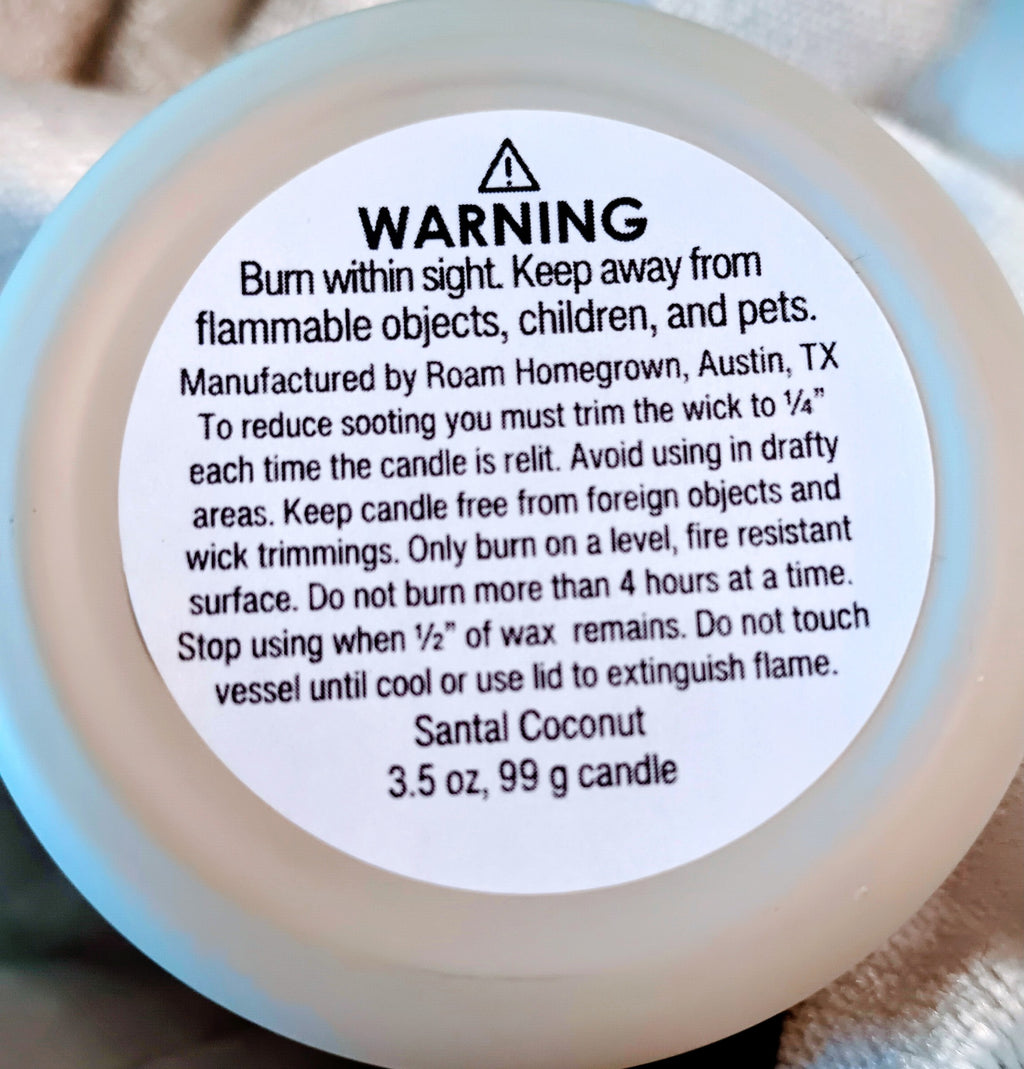 WARNING
Burn within sight. Keep away from
flammable objects, children, and pets.
Manufactured by Roam Homegrown, Austin, TX
To reduce sooting you must trim the wick to ¼”
each time the candle is relit. Avoid using in drafty
areas. Keep candle free from foreign objects and
wick trimmings. Only burn on a level, fire resistant
surface. Do not burn more than 4 hours at a time.
Stop using when ½” of wax remains. Do not touch
vessel until cool or use lid to extinguish flame.
Santal Coconut
3.5 oz, 99 g candle